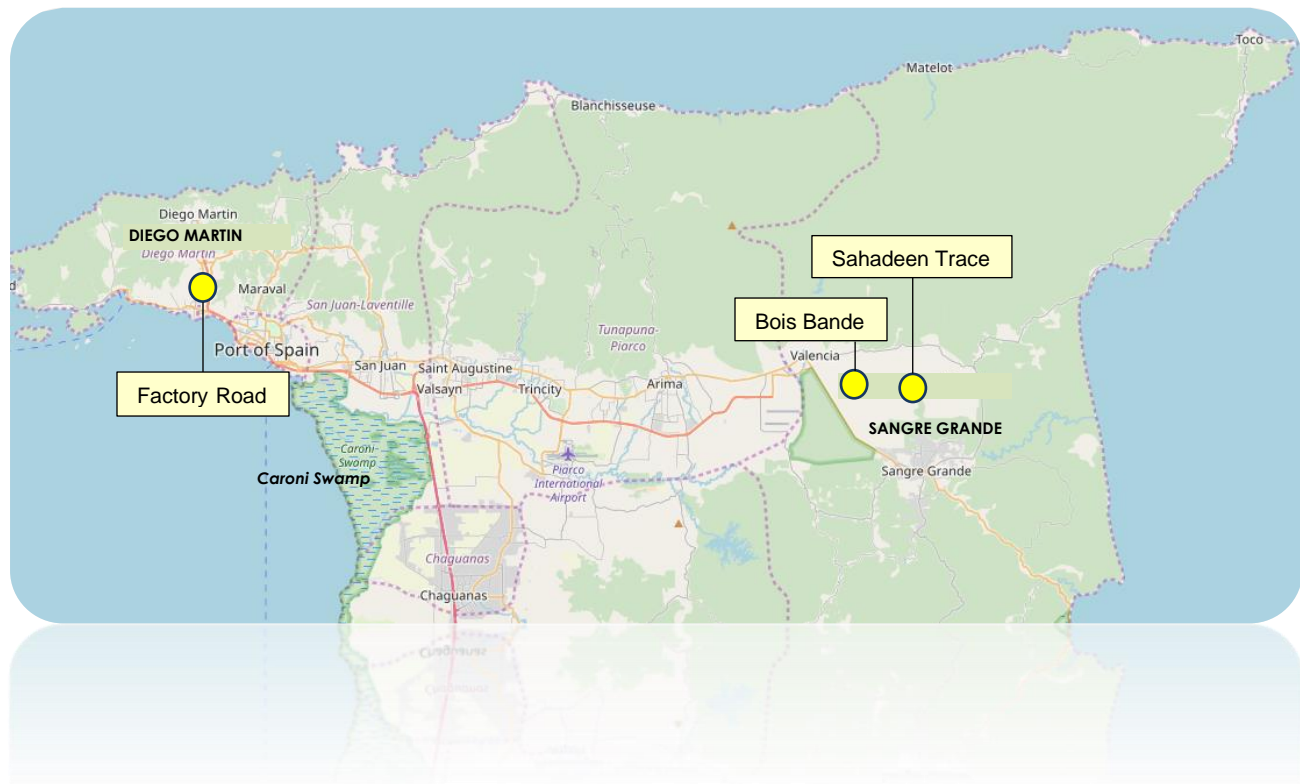 Toco
Matelot
Blanchisseuse
Diego Martin
DIEGO MARTIN
Diego Martin
Sahadeen Trace
Maraval
San Juan-Laventille
Bois Bande
Tunapuna-
Piarco
Port of Spain
Valencia
San Juan
Saint Augustine
Factory Road
Valsayn
Trincity
Arima
SANGRE GRANDE
Caroni
Swamp
Caroni Swamp
Piarco
International
Airport
Sangre Grande
Chaguanas
Chaguanas